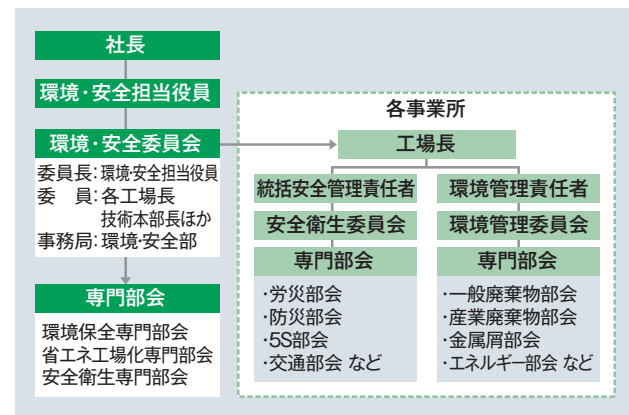 社長
環境・安全担当役員
環境・安全委員会
委員長：環境・安全担当役員
委　員：各工場長
技術本部長ほか
事務局：環境・安全部
専門部会
環境保全専門部会
省エネ工場化専門部会
安全衛生専門部会
各事業所
工場長
統括安全管理責任者
安全衛生委員会
専門部会
・労災部会
・防災部会
・5S部会
・交通部会 など
環境管理責任者
環境管理委員会
専門部会
・一般廃棄物部会
・産業廃棄物部会
・金属屑部会
・エネルギー部会 など